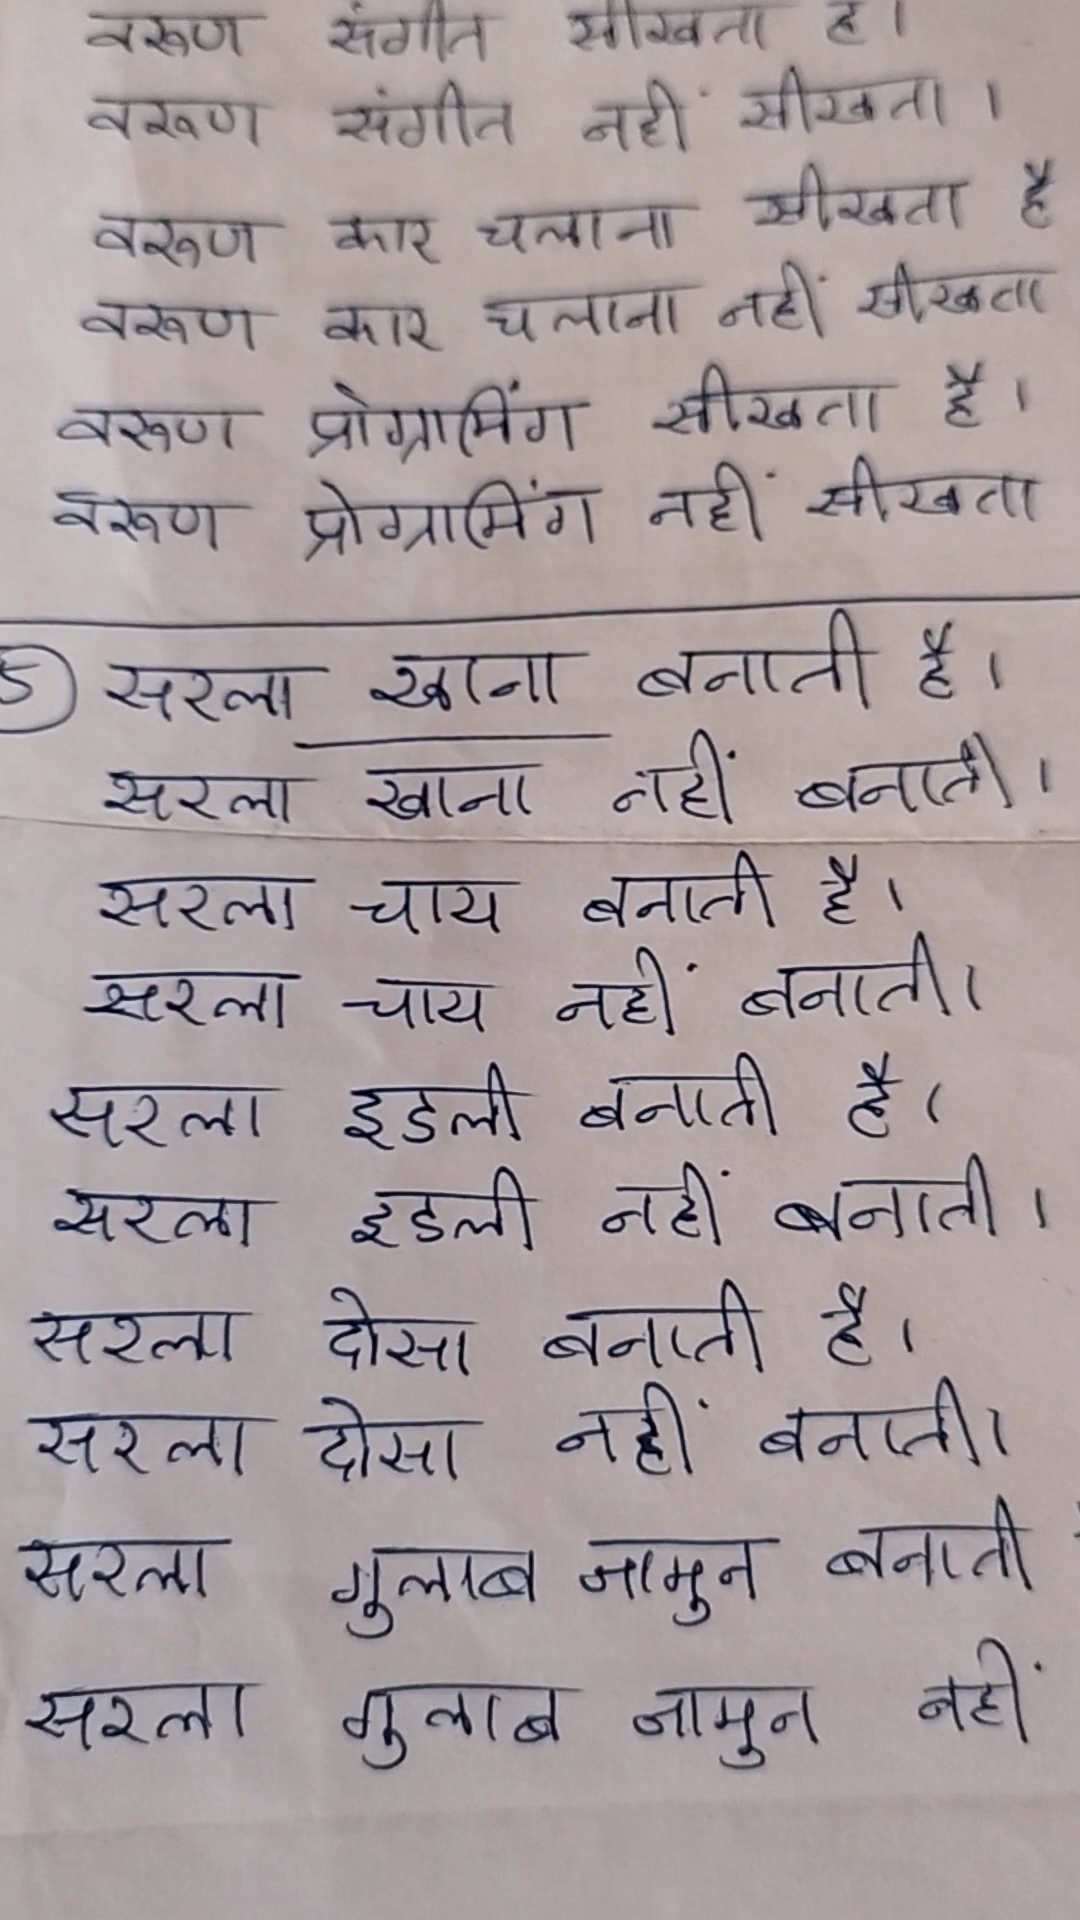 वरुण संगीत सीखता है।
वरुण संगीत नहीं सीखता ।
वरुण कार चलाना सीखता है
वरुण कार चलाना नहीं सीखता
वरुण प्रोग्रामिंग सीखता है ।
वरुण प्रोग्रामिंग नहीं सीखता
5 सरला खाना बनाती है ।
सरला खाना नहीं बनाती ।
सरला चाय बनाती है ।
सरला चाय नहीं बनाती ।
सरला इडली बनाती है ।
सरला इडली नहीं बनाती ।
सरला दोसा बनाती है ।
सरला दोसा नहीं बनाती ।
सरला गुलाब जामुन बनाती
सरला गुलाब जामुन नहीं